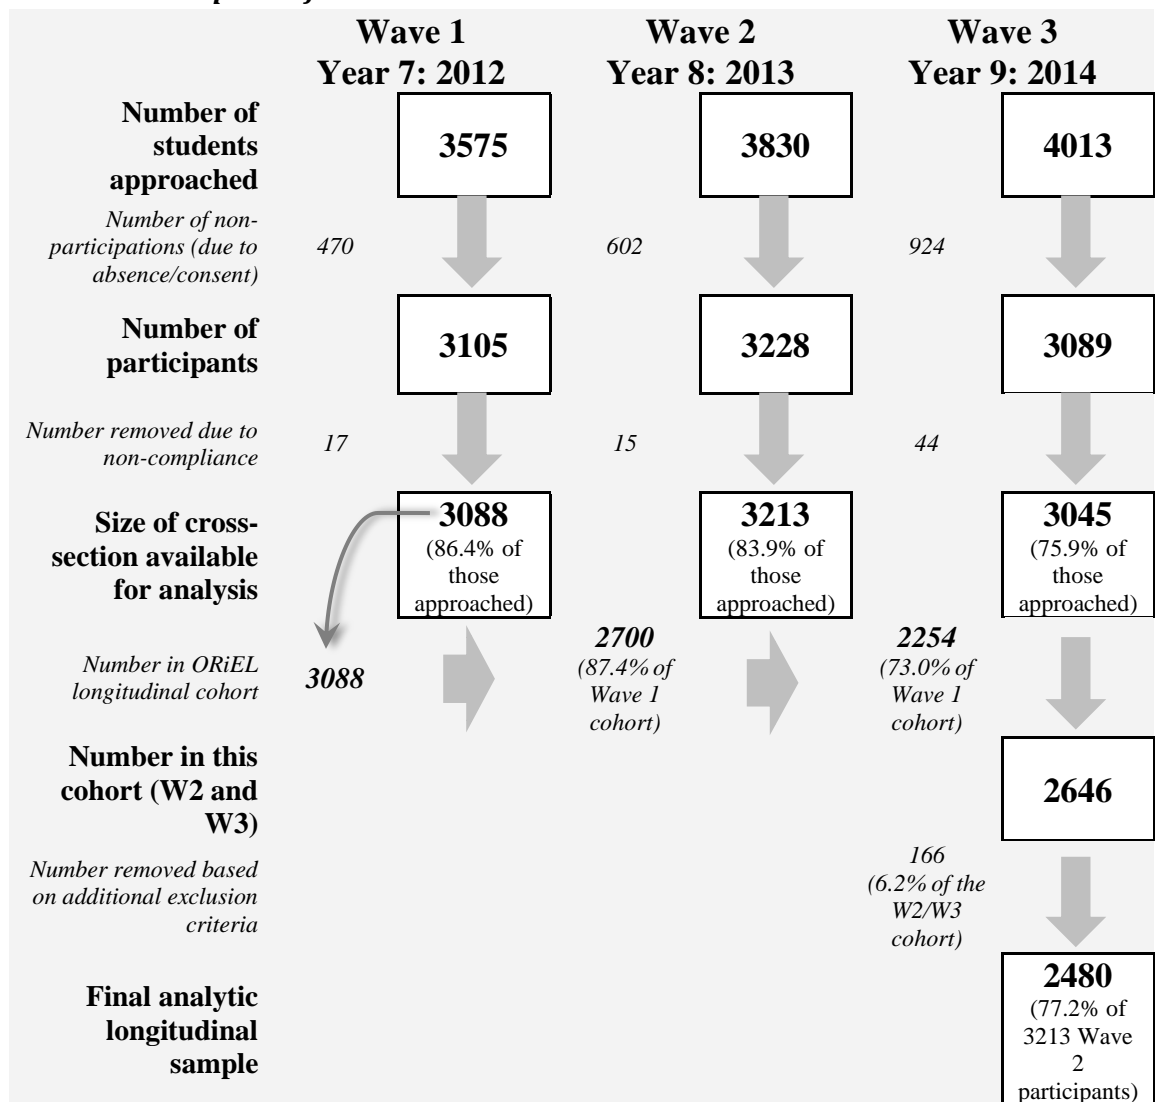 Wave 1
Year 7: 2012
Wave 2
Year 8: 2013
Wave 3
Year 9: 2014
Number of
students
approached
3575
3830
4013
Number of non-
participations (due to
absence/consent)
470
602
924
Number of
participants
3105
3228
3089
Number removed due to
non-compliance
17
15
44
Size of cross-
section available
for analysis
3088
(86.4% of
those
approached)
3213
(83.9% of
those
approached)
3045
(75.9% of
those
approached)
Number in ORiEL
longitudinal cohort
3088
2700
(87.4% of
Wave 1
cohort)
2254
(73.0% of
Wave 1
cohort)
Number in this
cohort (W2 and
W3)
2646
Number removed based
on additional exclusion
criteria
166
(6.2% of the
W2/W3
cohort)
Final analytic
longitudinal
sample
2480
(77.2% of
3213 Wave
2
participants)